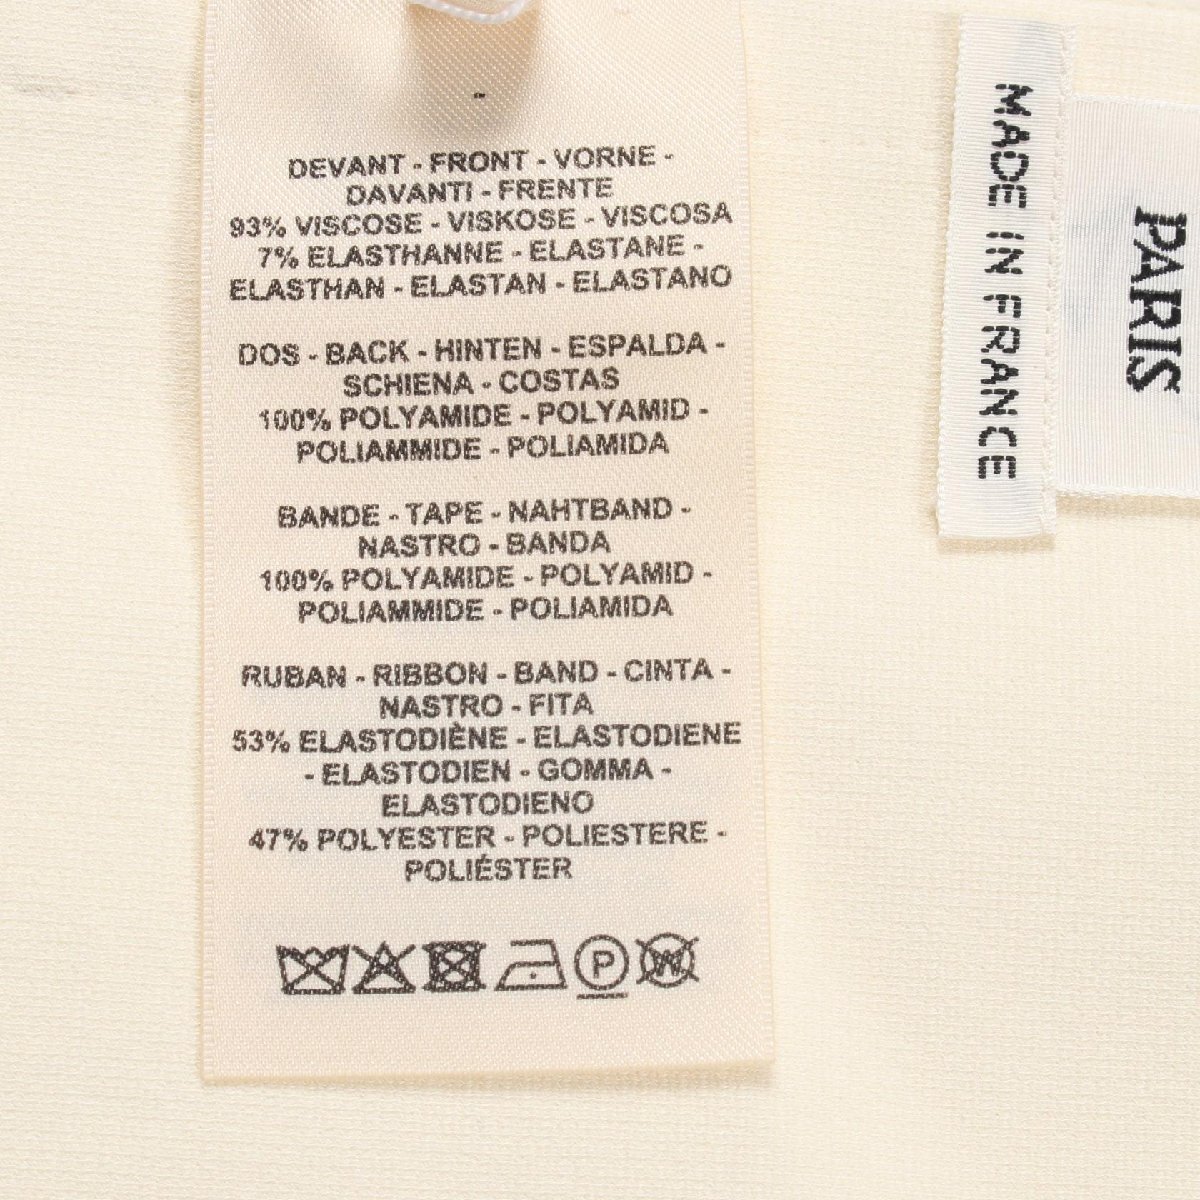 DEVANT - FRONT - VORNE -
DAVANTI - FRENTE
93% VISCOSE - VISKOSE - VISCOSA
7% ELASTHANNE - ELASTANE -
ELASTHAN - ELASTAN - ELASTANO
DOS - BACK - HINTEN - ESPALDA -
SCHIENA - COSTAS
100% POLYAMIDE - POLYAMID -
POLIAMMIDE - POLIAMIDA
BANDE - TAPE - NAHTBAND -
NASTRO - BANDA
100% POLYAMIDE - POLYAMID -
POLIAMMIDE - POLIAMIDA
RUBAN - RIBBON - BAND - CINTA -
NASTRO - FITA
53% ELASTODIÈNE - ELASTODIENE
- ELASTODIEN - GOMMA -
ELASTODIENO
47% POLYESTER - POLIESTERE -
POLIÉSTER
P W
MADE IN FRANCE
PARIS